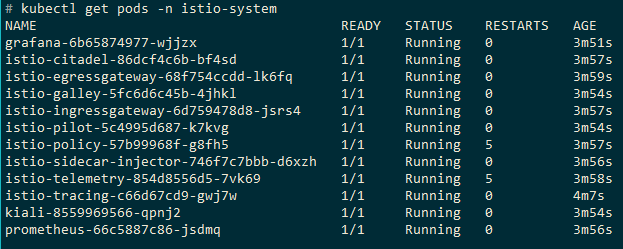 # kubectl get pods -n istio-system
NAME READY STATUS RESTARTS AGE
grafana-6b65874977-wjjzx 1/1 Running 0 3m51s
istio-citadel-86dcf4c6b-bf4sd 1/1 Running 0 3m57s
istio-egressgateway-68f754ccdd-lk6fq 1/1 Running 0 3m59s
istio-galley-5fc6d6c45b-4jhkl 1/1 Running 0 3m54s
istio-ingressgateway-6d759478d8-jsrs4 1/1 Running 0 3m57s
istio-pilot-5c4995d687-k7kvg 1/1 Running 0 3m54s
istio-policy-57b99968f-g8fh5 1/1 Running 5 3m57s
istio-sidecar-injector-746f7c7bbb-d6xzh 1/1 Running 0 3m56s
istio-telemetry-854d8556d5-7vk69 1/1 Running 5 3m58s
istio-tracing-c66d67cd9-gwj7w 1/1 Running 0 4m7s
kiali-8559969566-qpnj2 1/1 Running 0 3m54s
prometheus-66c5887c86-jsdmq 1/1 Running 0 3m56s